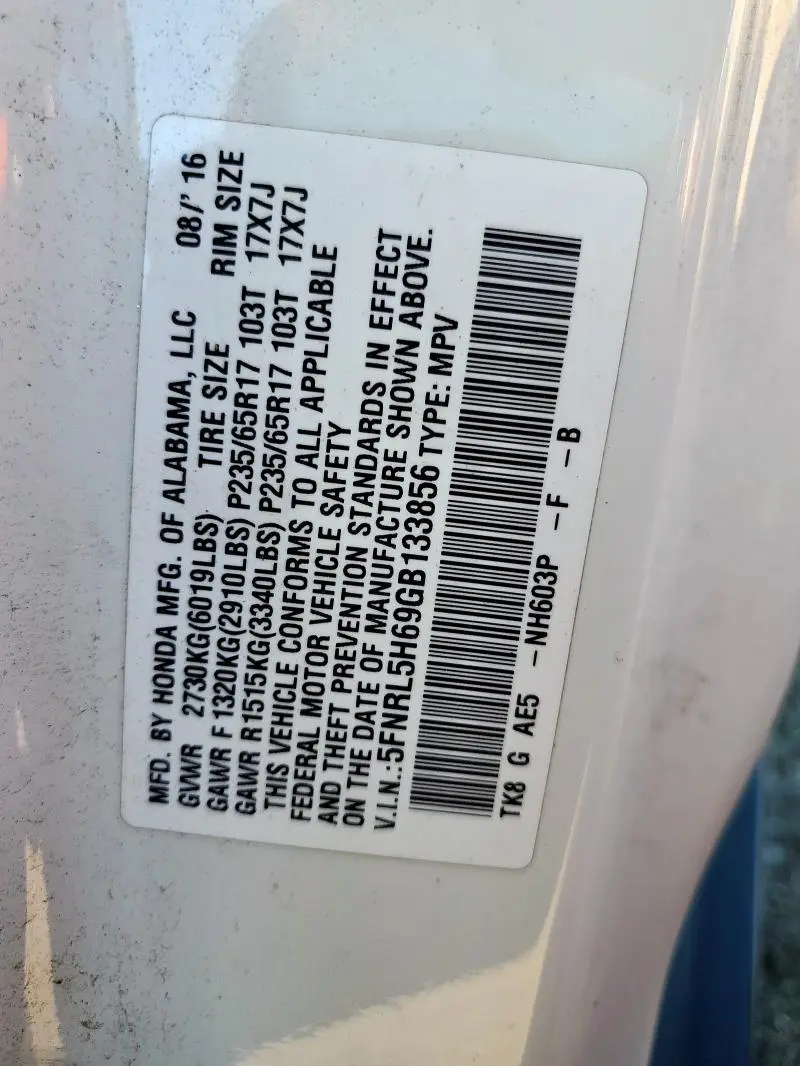 MFD. BY HONDA MFG. OF ALABAMA, LLC 08/' 16
GVWR 2730KG(6019LBS) TIRE SIZE RIM SIZE
GAWR F 1320KG(2910LBS) P235/65R17 103T 17X7J
GAWR R1515KG(3340LBS) P235/65R17 103T 17X7J
THIS VEHICLE CONFORMS TO ALL APPLICABLE
FEDERAL MOTOR VEHICLE SAFETY
AND THEFT PREVENTION STANDARDS IN EFFECT
ON THE DATE OF MANUFACTURE SHOWN ABOVE.
V.I.N.:5FNRL5H69GB133856 TYPE: MPV
TK8 G AE5 -NH603P -F -B